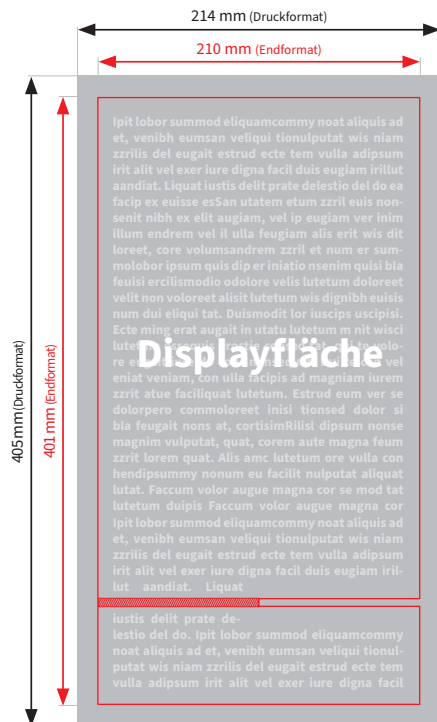 214 mm (Druckformat)
210 mm (Endformat)
405 mm (Druckformat)
401 mm (Endformat)
Ipit lobor summod eliquamcommy noat aliquis ad
et, venibh eumsan veliqui tionulputat wis niam
zzrilis del eugait estrud ecte tem vulla adipsum
irit alit vel exer iure digna facil duis eugiam irillut
aandiat. Liquat iustis delit prate delestio del do ea
facip ex euisse esSan utatem etum zzril euis non-
senit nibh ex elit augiam, vel ip eugiam ver inim
illum endrem vel il ulla feugiam alis erit wis dit
loreet, core volumsandrem zzril et num er sum-
molobor ipsum quis dip er iniatio nsenim quisi bla
feuisi ercilismodio odolore velis lutetum doloreet
velit non voloreet alisit lutetum wis dignibh euisis
num dui eliqui tat. Duismodit lor iuscips uscipisi.
Ecte ming erat augait in utatu lutetum m nit wisci
Displayfläche
eniat veniam, con ulla facipis ad magniam iurem
zzrit atue faciliquat lutetum. Estrud eum ver se
dolorpero commoloreet inisi tionsed dolor si
bla feugait nons at, cortisimRilisl dipsum nonse
magnim vulputat, quat, corem aute magna feum
zzrit lorem quat. Alis amc lutetum ore vulla con
hendipsummy nonum eu facilit nulputat aliquat
lutat. Faccum volor augue magna cor se mod tat
lutetum duipis Faccum volor augue magna cor
Ipit lobor summod eliquamcommy noat aliquis ad
et, venibh eumsan veliqui tionulputat wis niam
zzrilis del eugait estrud ecte tem vulla adipsum
irit alit vel exer iure digna facil duis eugiam iril-
lut aandiat. Liquat
iustis delit prate de-
lestio del do. Ipit lobor summod eliquamcommy
noat aliquis ad et, venibh eumsan veliqui tionul-
putat wis niam zzrilis del eugait estrud ecte tem
vulla adipsum irit alit vel exer iure digna facil